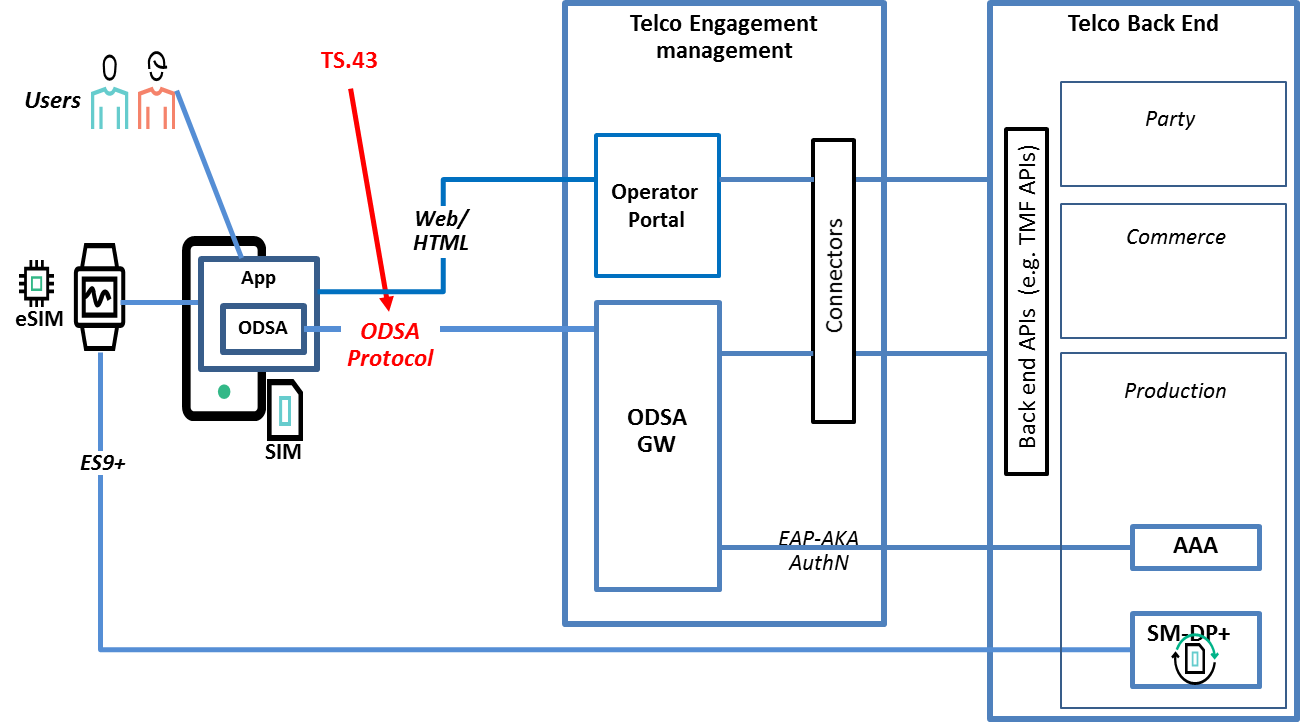 Telco Engagement
management
Telco Back End
TS.43
Users
Party
Operator
Portal
Web/
HTML
Connectors
Back end APIs (e.g. TMF APIs)
Commerce
App
eSIM
ODSA
ODSA
Protocol
Production
ODSA
GW
SIM
ES9+
EAP-AKA
AuthN
AAA
SM-DP+